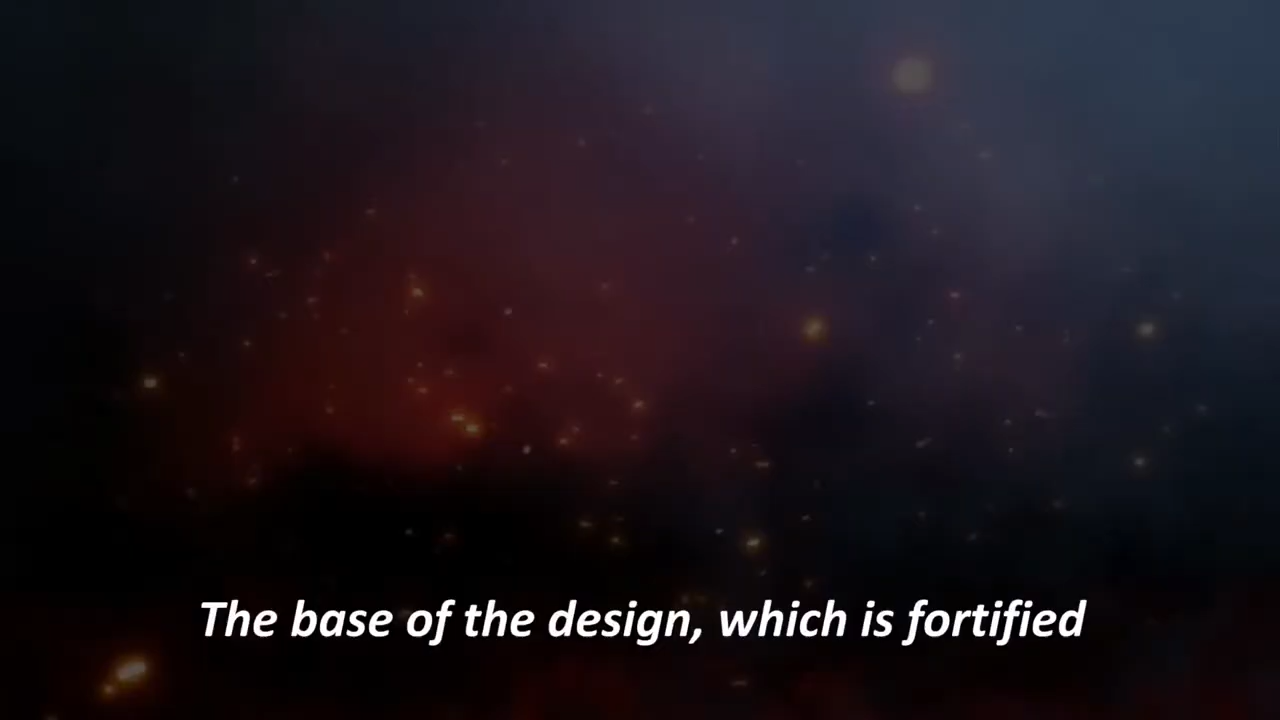 The base of the design, which is fortified